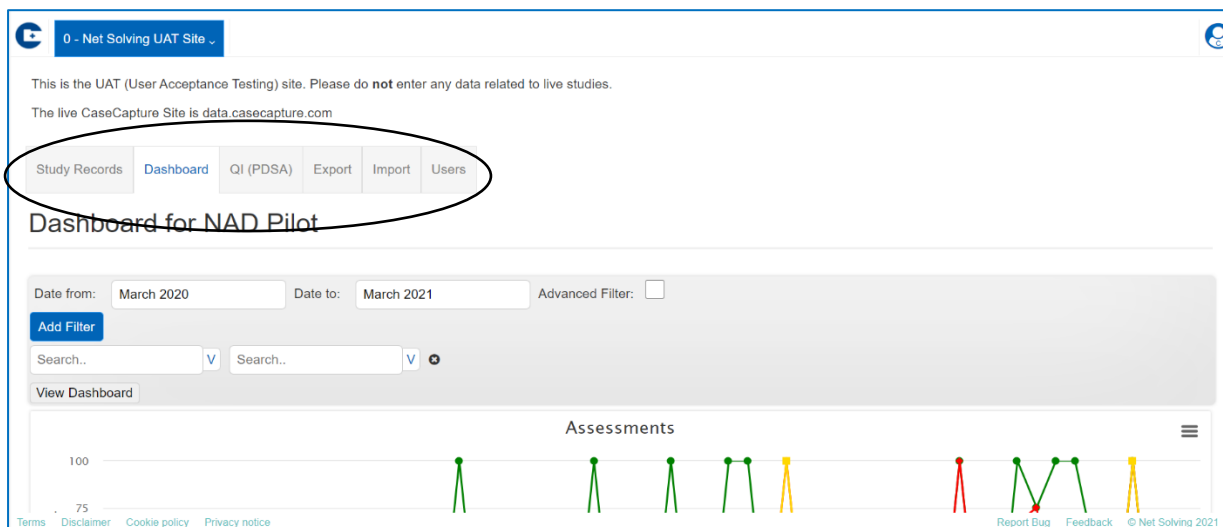 0 - Net Solving UAT Site
This is the UAT (User Acceptance Testing) site. Please do not enter any data related to live studies.
The live CaseCapture Site is data.casecapture.com
Study Records Dashboard QI (PDSA) Export Import Users
Dashboard for NAD Pilot
Date from: March 2020 Date to: March 2021 Advanced Filter:
Add Filter
Search.. V Search.. V
View Dashboard
Assessments
100
75
Terms Disclaimer Cookie policy Privacy notice Report Bug Feedback © Net Solving 2021